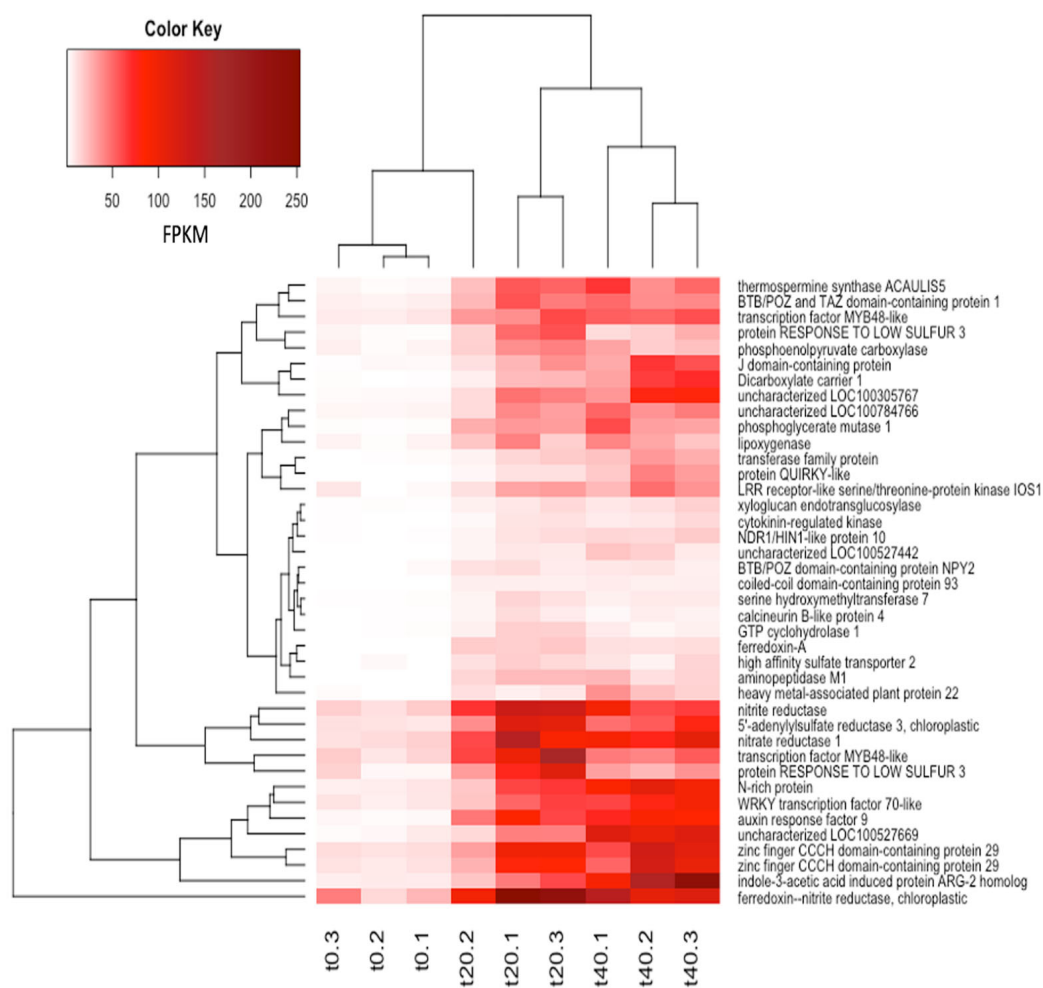 Color Key
50 100 150 200 250
FPKM
thermospermine synthase ACAULIS5
BTB/POZ and TAZ domain-containing protein 1
transcription factor MYB48-like
protein RESPONSE TO LOW SULFUR 3
phosphoenolpyruvate carboxylase
J domain-containing protein
Dicarboxylate carrier 1
uncharacterized LOC100305767
uncharacterized LOC100784766
phosphoglycerate mutase 1
lipoxygenase
transferase family protein
protein QUIRKY-like
LRR receptor-like serine/threonine-protein kinase IOS1
xyloglucan endotransglucosylase
cytokinin-regulated kinase
NDR1/HIN1-like protein 10
uncharacterized LOC100527442
BTB/POZ domain-containing protein NPY2
coiled-coil domain-containing protein 93
serine hydroxymethyltransferase 7
calcineurin B-like protein 4
GTP cyclohydrolase 1
ferredoxin-A
high affinity sulfate transporter 2
aminopeptidase M1
heavy metal-associated plant protein 22
nitrite reductase
5'-adenylylsulfate reductase 3, chloroplastic
nitrate reductase 1
transcription factor MYB48-like
protein RESPONSE TO LOW SULFUR 3
N-rich protein
WRKY transcription factor 70-like
auxin response factor 9
uncharacterized LOC100527669
zinc finger CCCH domain-containing protein 29
zinc finger CCCH domain-containing protein 29
indole-3-acetic acid induced protein ARG-2 homolog
ferredoxin--nitrite reductase, chloroplastic
t0.3 t0.2 t0.1 t20.2 t20.1 t20.3 t40.1 t40.2 t40.3